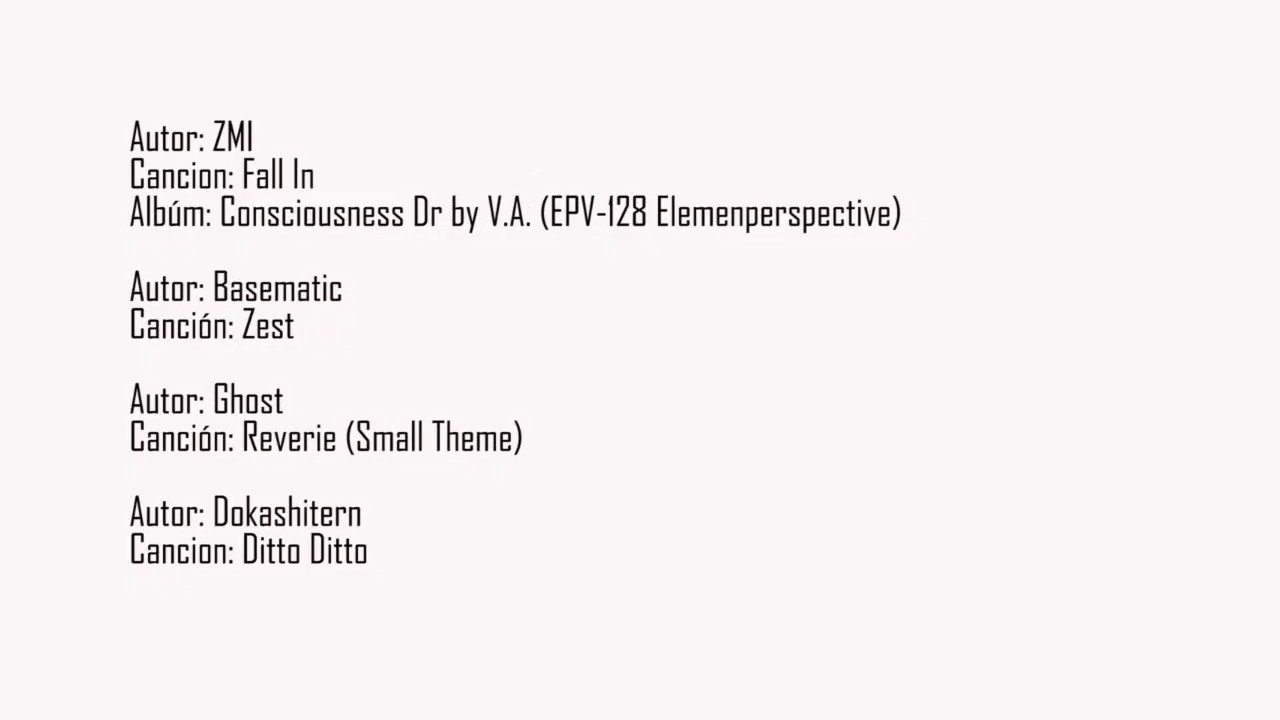 Autor: ZMI
Cancion: Fall In
Albúm: Consciousness Dr by V.A. (EPV-128 Elemenperspective)
Autor: Basematic
Canción: Zest
Autor: Ghost
Canción: Reverie (Small Theme)
Autor: Dokashitern
Cancion: Ditto Ditto